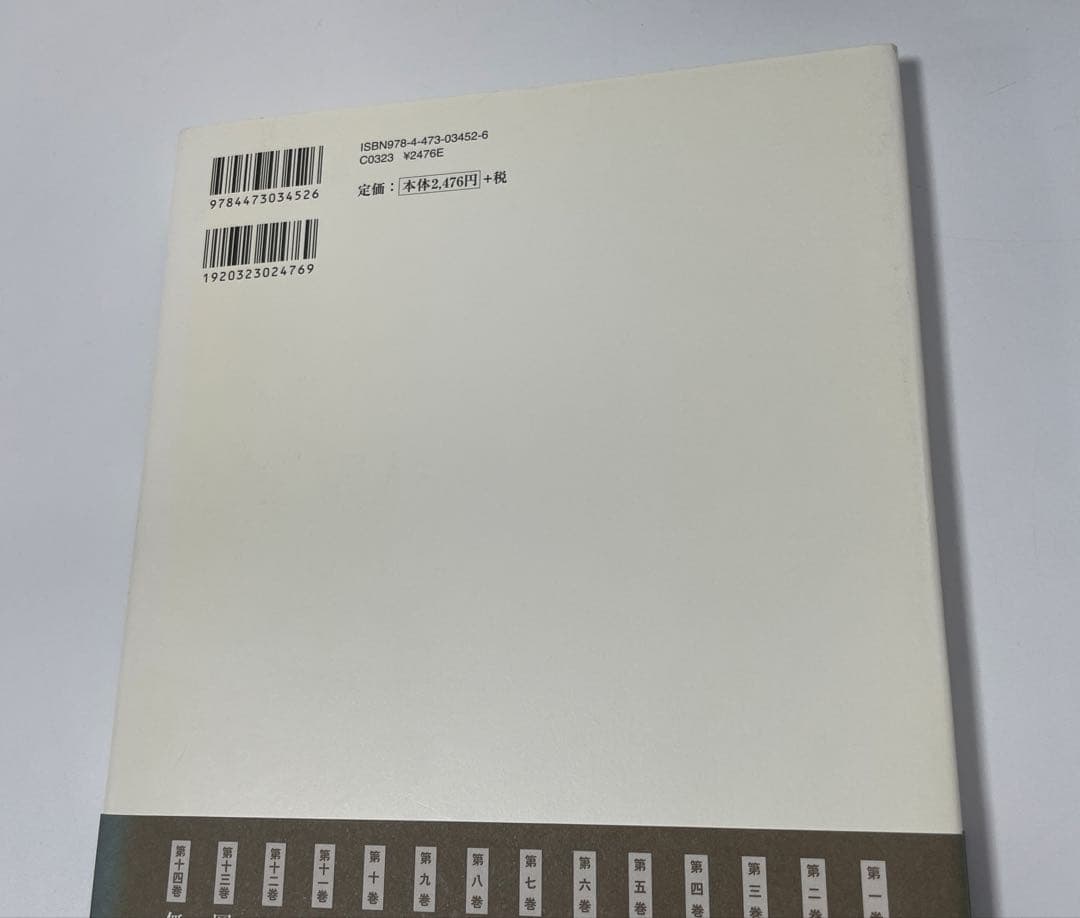 ISBN978-4-473-03452-6
C0323 ¥2476E
定価：本体2,476円+税
9784473034526
1920323024769
第一巻
第二巻
第三巻
第四巻
第五巻
第六巻
第七巻
第八巻
第九巻
第十巻
第十一巻
第十二巻
第十三巻
第十四巻